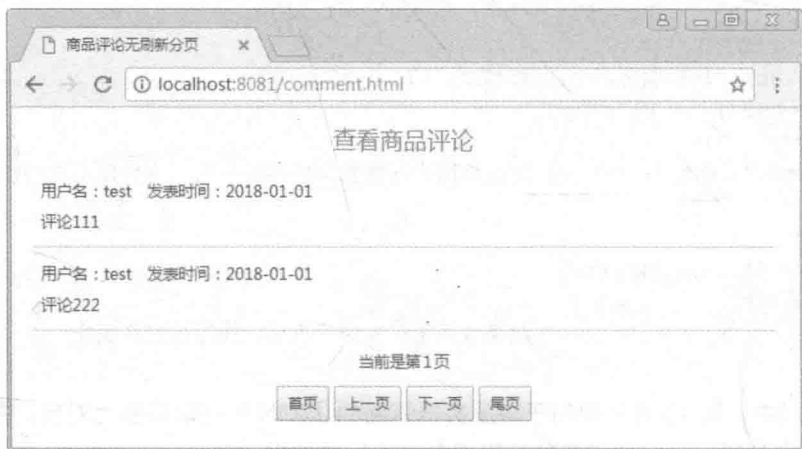 商品评论无刷新分页
localhost:8081/comment.html
查看商品评论
用户名：test 发表时间：2018-01-01
评论111
用户名：test 发表时间：2018-01-01
评论222
当前是第1页
首页 上一页 下一页 尾页